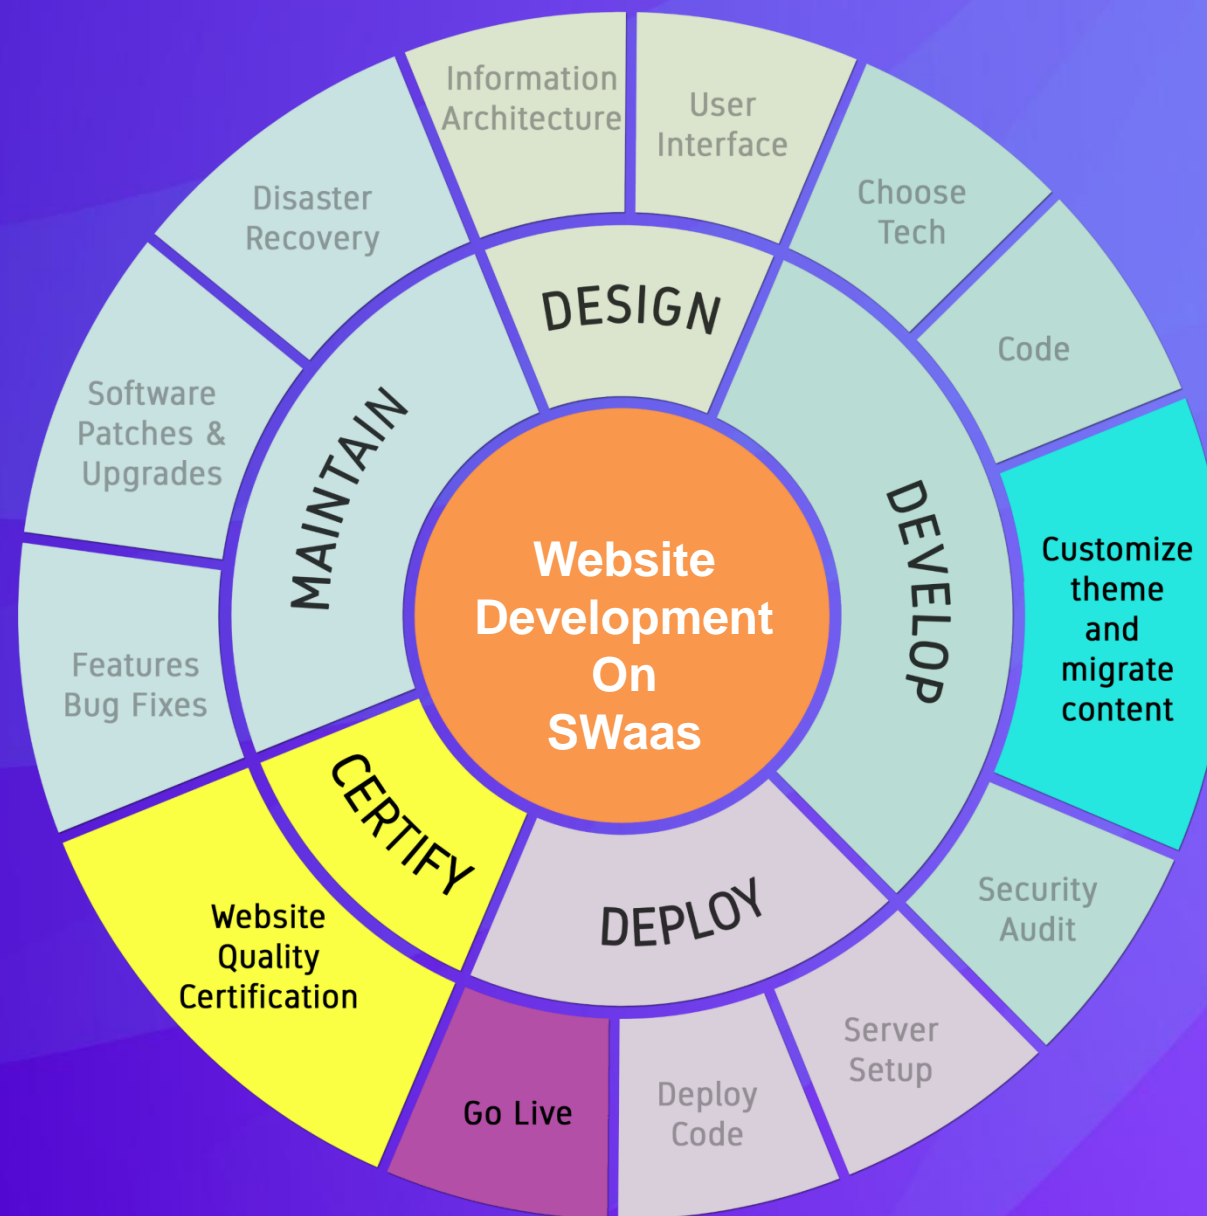 Information
Architecture
User
Interface
Choose
Tech
Code
Customize
theme
and
migrate
content
Security
Audit
Server
Setup
Deploy
Code
Go Live
Website
Quality
Certification
Features
Bug Fixes
Software
Patches &
Upgrades
Disaster
Recovery
DESIGN
DEVELOP
DEPLOY
CERTIFY
MAINTAIN
Website
Development
On
SWaas